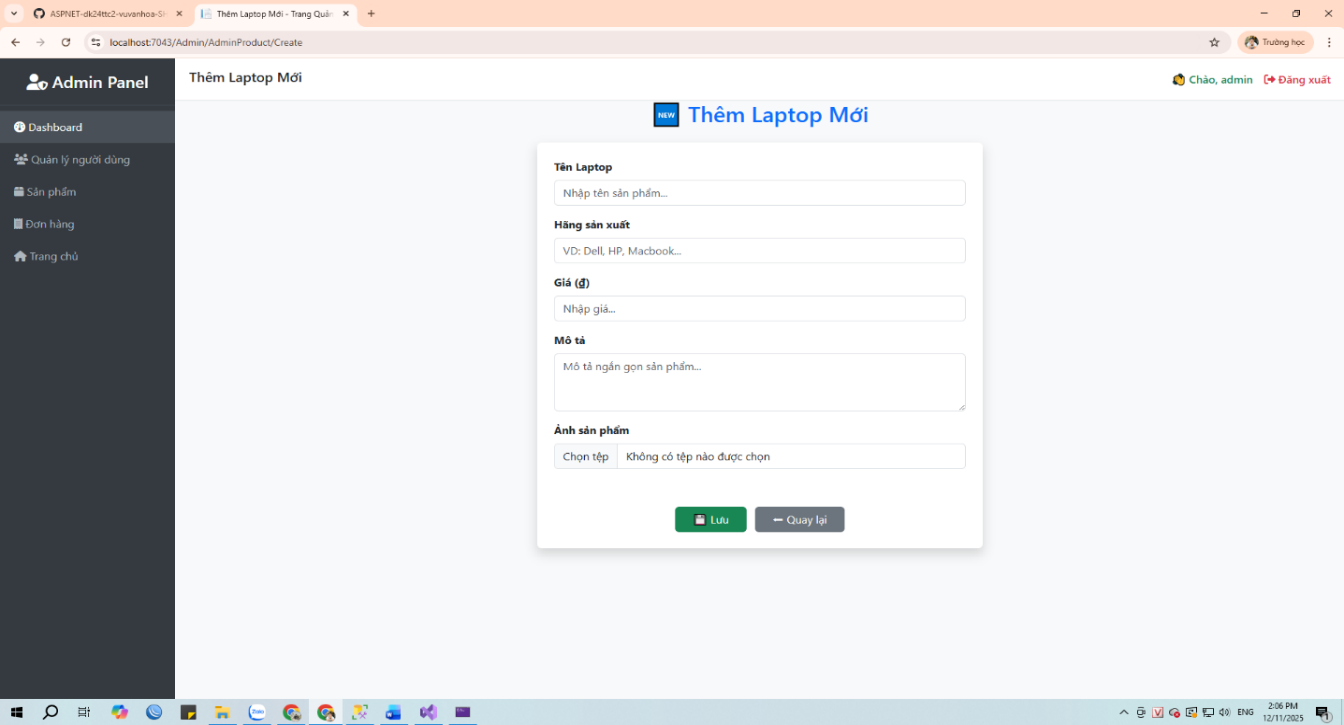 ASPNET-dk24ttc2-vuvanhoa-S
Thêm Laptop Mới - Trang Quản
localhost:7043/Admin/AdminProduct/Create
Trường học
Admin Panel
Thêm Laptop Mới
Chào, admin
Đăng xuất
Dashboard
Quản lý người dùng
Sản phẩm
Đơn hàng
Trang chủ
NEW Thêm Laptop Mới
Tên Laptop
Nhập tên sản phẩm...
Hãng sản xuất
VD: Dell, HP, Macbook...
Giá (₫)
Nhập giá...
Mô tả
Mô tả ngắn gọn sản phẩm...
Ảnh sản phẩm
Chọn tệp Không có tệp nào được chọn
Lưu
Quay lại
Zalo
ENG
2:06 PM
12/11/2025